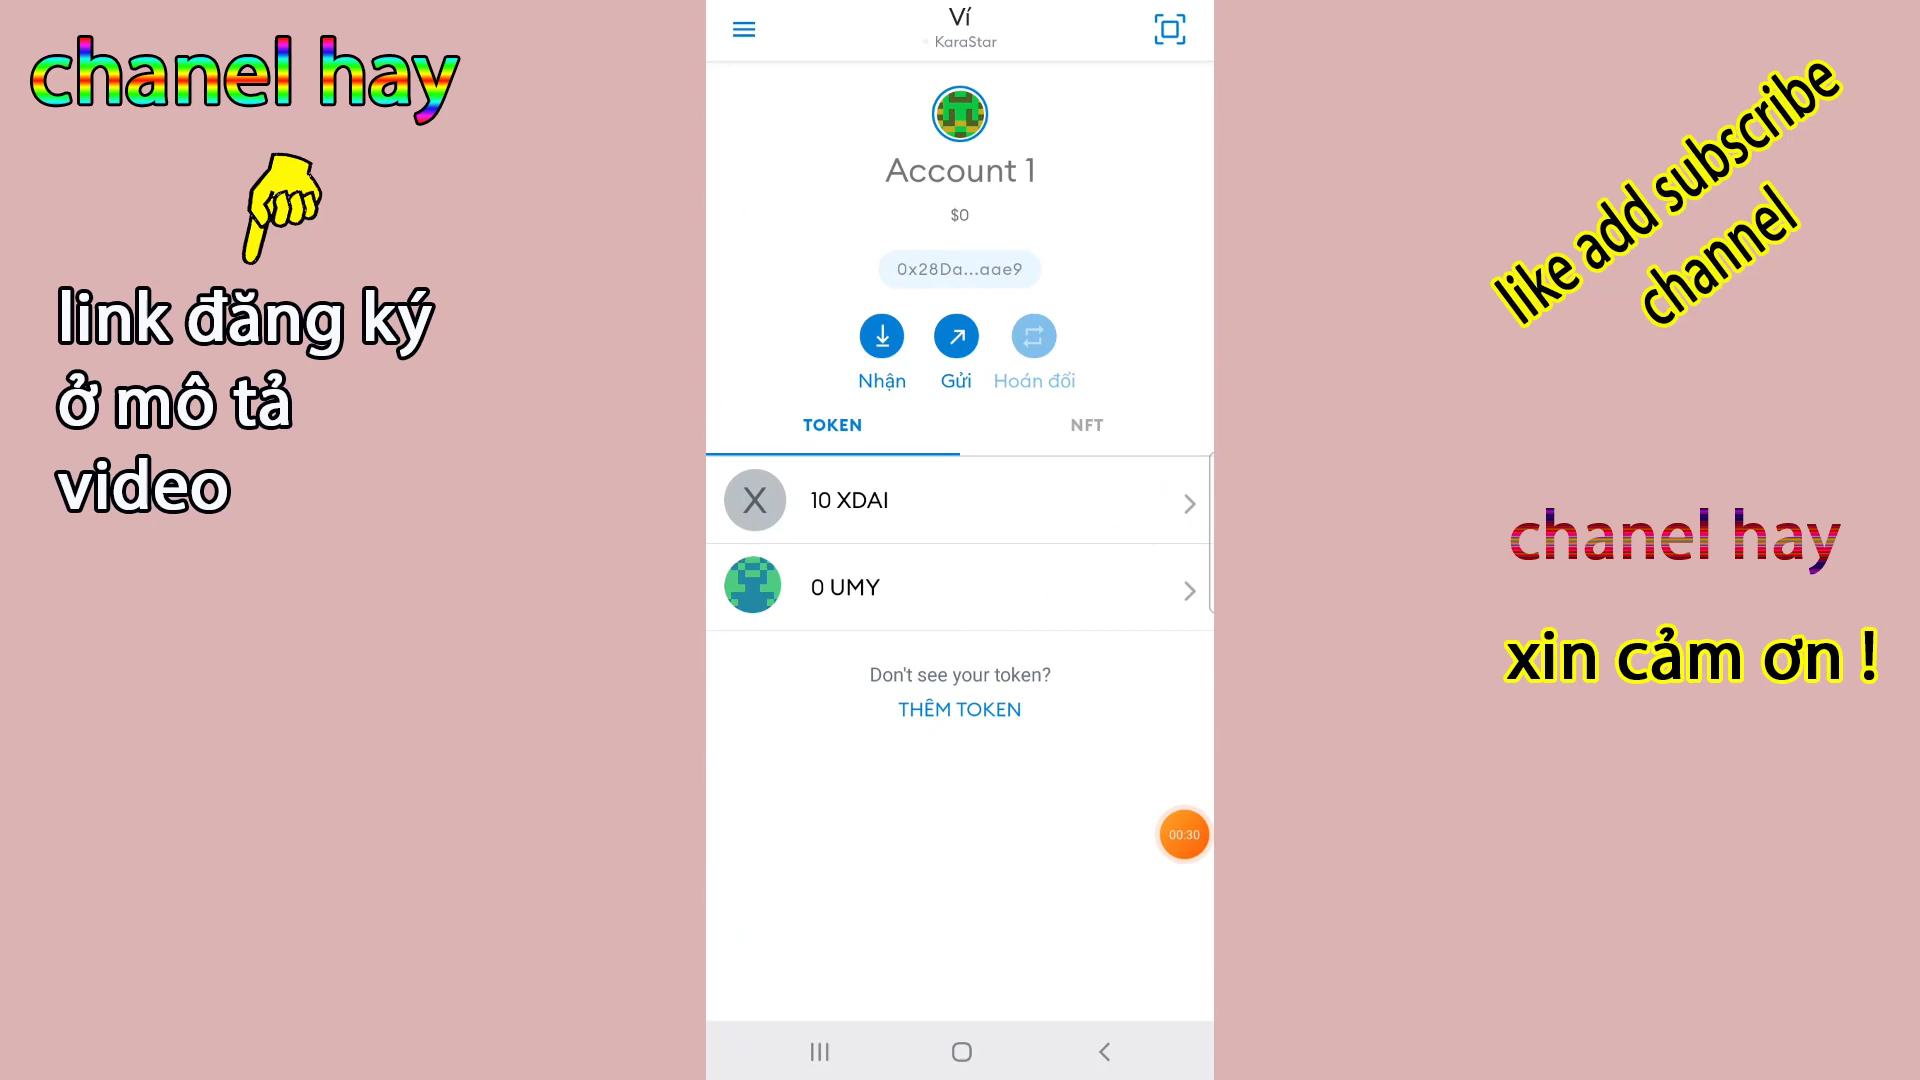 chanel hay
link đăng ký
ở mô tả
video
Ví
KaraStar
Account 1
$0
0x28Da...aae9
Nhận
Gửi
Hoán đổi
TOKEN
NFT
X
10 XDAI
0 UMY
Don't see your token?
THÊM TOKEN
00:30
like add subscribe
channel
chanel hay
xin cảm ơn !